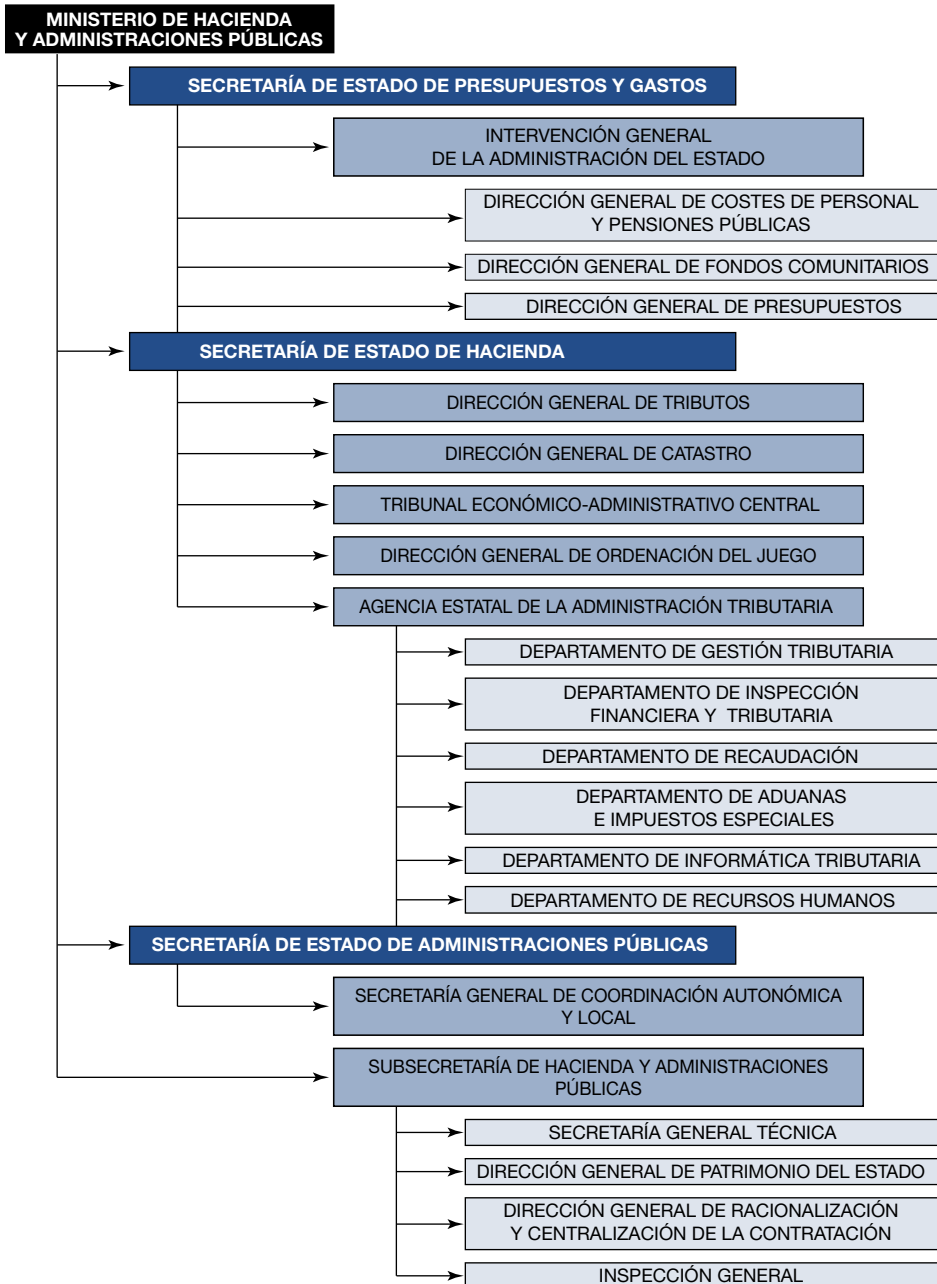 MINISTERIO DE HACIENDA
Y ADMINISTRACIONES PÚBLICAS
SECRETARÍA DE ESTADO DE PRESUPUESTOS Y GASTOS
INTERVENCIÓN GENERAL
DE LA ADMINISTRACIÓN DEL ESTADO
DIRECCIÓN GENERAL DE COSTES DE PERSONAL
Y PENSIONES PÚBLICAS
DIRECCIÓN GENERAL DE FONDOS COMUNITARIOS
DIRECCIÓN GENERAL DE PRESUPUESTOS
SECRETARÍA DE ESTADO DE HACIENDA
DIRECCIÓN GENERAL DE TRIBUTOS
DIRECCIÓN GENERAL DE CATASTRO
TRIBUNAL ECONÓMICO-ADMINISTRATIVO CENTRAL
DIRECCIÓN GENERAL DE ORDENACIÓN DEL JUEGO
AGENCIA ESTATAL DE LA ADMINISTRACIÓN TRIBUTARIA
DEPARTAMENTO DE GESTIÓN TRIBUTARIA
DEPARTAMENTO DE INSPECCIÓN
FINANCIERA Y TRIBUTARIA
DEPARTAMENTO DE RECAUDACIÓN
DEPARTAMENTO DE ADUANAS
E IMPUESTOS ESPECIALES
DEPARTAMENTO DE INFORMÁTICA TRIBUTARIA
DEPARTAMENTO DE RECURSOS HUMANOS
SECRETARÍA DE ESTADO DE ADMINISTRACIONES PÚBLICAS
SECRETARÍA GENERAL DE COORDINACIÓN AUTONÓMICA
Y LOCAL
SUBSECRETARÍA DE HACIENDA Y ADMINISTRACIONES
PÚBLICAS
SECRETARÍA GENERAL TÉCNICA
DIRECCIÓN GENERAL DE PATRIMONIO DEL ESTADO
DIRECCIÓN GENERAL DE RACIONALIZACIÓN
Y CENTRALIZACIÓN DE LA CONTRATACIÓN
INSPECCIÓN GENERAL